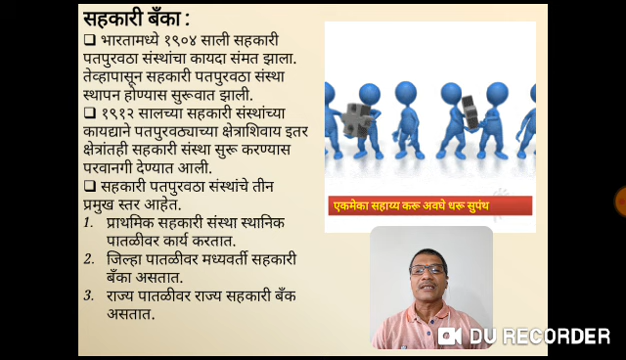 सहकारी बँका :
❑ भारतामध्ये १९०४ साली सहकारी
पतपुरवठा संस्थांचा कायदा संमत झाला.
तेव्हापासून सहकारी पतपुरवठा संस्था
स्थापन होण्यास सुरूवात झाली.
❑ १९१२ सालच्या सहकारी संस्थांच्या
कायद्याने पतपुरवठ्याच्या क्षेत्राशिवाय इतर
क्षेत्रांतही सहकारी संस्था सुरू करण्यास
परवानगी देण्यात आली.
❑ सहकारी पतपुरवठा संस्थांचे तीन
प्रमुख स्तर आहेत.
1. प्राथमिक सहकारी संस्था स्थानिक
पातळीवर कार्य करतात.
2. जिल्हा पातळीवर मध्यवर्ती सहकारी
बँका असतात.
3. राज्य पातळीवर राज्य सहकारी बँक
असतात.
एकमेका सहाय्य करू अवघे धरू सुपंथ
DU RECORDER